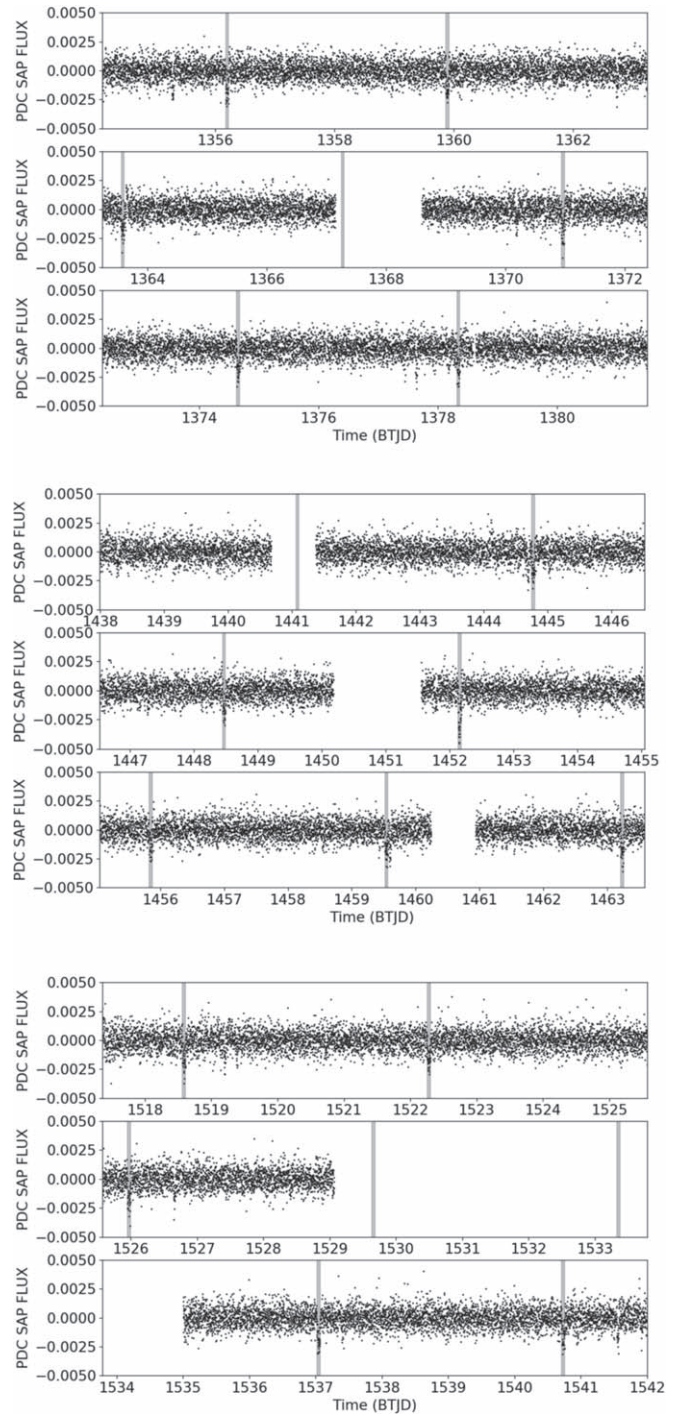 0.0050
0.0025
0.0000
−0.0025
−0.0050
PDC SAP FLUX
1356 1358 1360 1362
0.0050
0.0025
0.0000
−0.0025
−0.0050
PDC SAP FLUX
1364 1366 1368 1370 1372
0.0050
0.0025
0.0000
−0.0025
−0.0050
PDC SAP FLUX
1374 1376 1378 1380
Time (BTJD)
0.0050
0.0025
0.0000
−0.0025
−0.0050
PDC SAP FLUX
1438 1439 1440 1441 1442 1443 1444 1445 1446
0.0050
0.0025
0.0000
−0.0025
−0.0050
PDC SAP FLUX
1447 1448 1449 1450 1451 1452 1453 1454 1455
0.0050
0.0025
0.0000
−0.0025
−0.0050
PDC SAP FLUX
1456 1457 1458 1459 1460 1461 1462 1463
Time (BTJD)
0.0050
0.0025
0.0000
−0.0025
−0.0050
PDC SAP FLUX
1518 1519 1520 1521 1522 1523 1524 1525
0.0050
0.0025
0.0000
−0.0025
−0.0050
PDC SAP FLUX
1526 1527 1528 1529 1530 1531 1532 1533
0.0050
0.0025
0.0000
−0.0025
−0.0050
PDC SAP FLUX
1534 1535 1536 1537 1538 1539 1540 1541 1542
Time (BTJD)